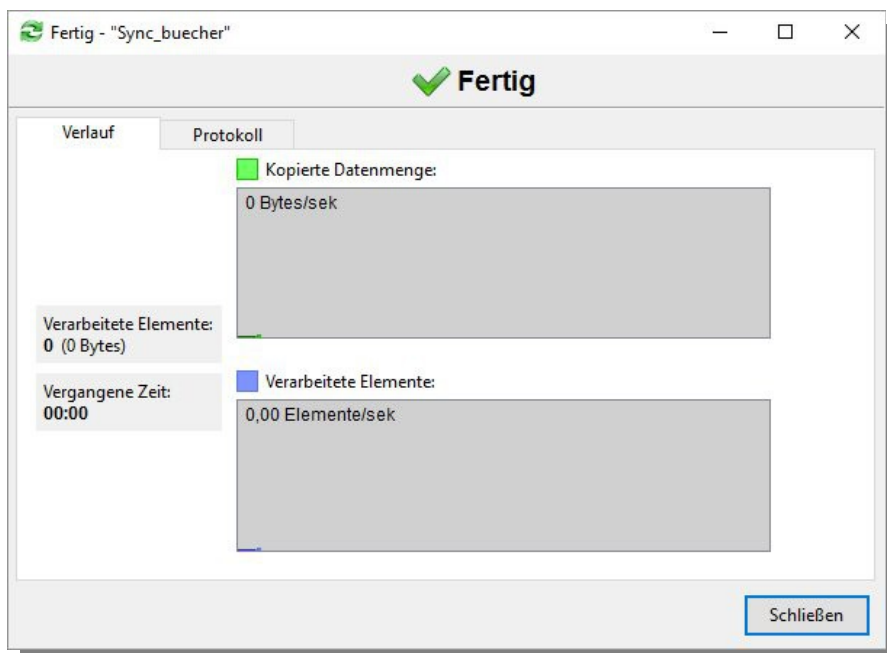 Fertig - "Sync_buecher"
Fertig
Verlauf
Protokoll
Kopierte Datenmenge:
0 Bytes/sek
Verarbeitete Elemente:
0 (0 Bytes)
Vergangene Zeit:
00:00
Verarbeitete Elemente:
0,00 Elemente/sek
Schließen